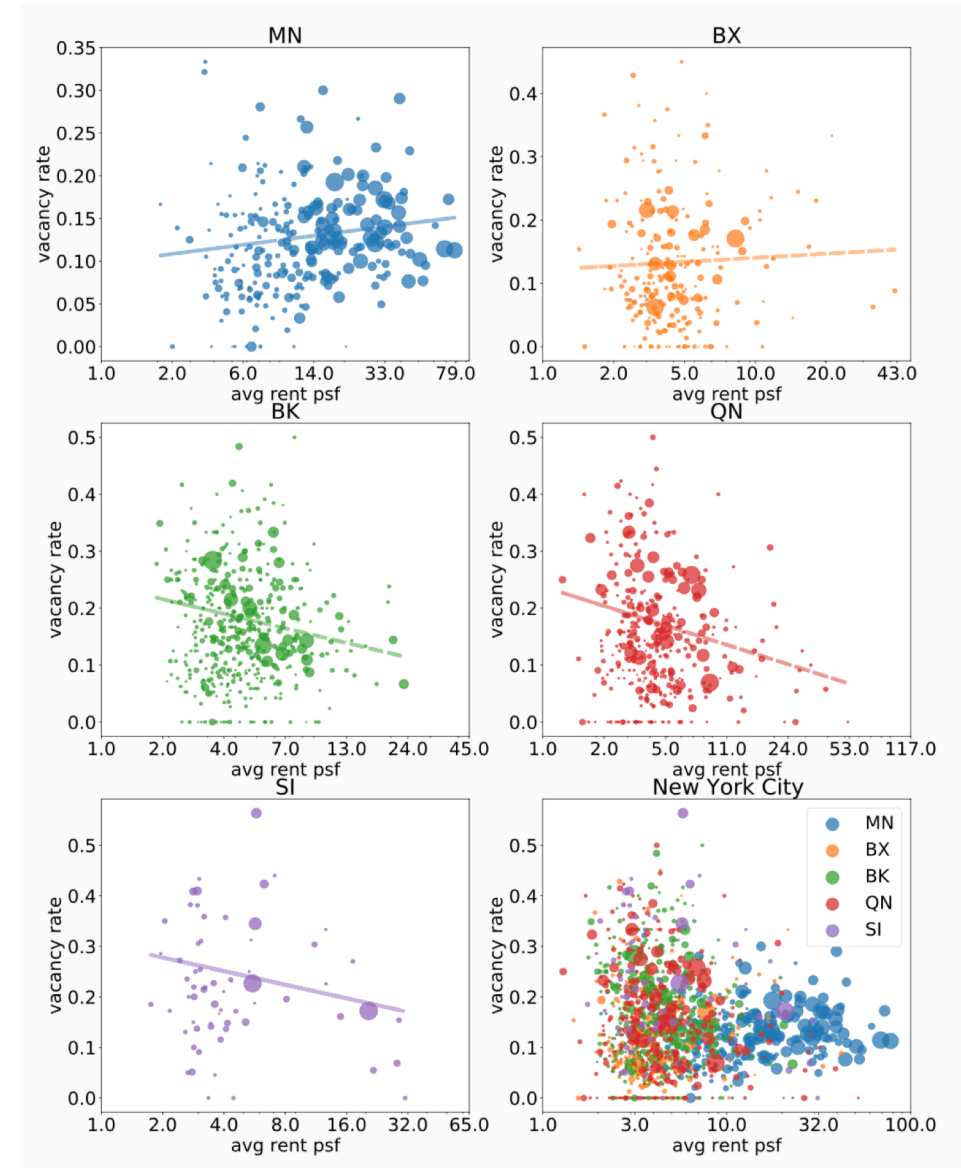 MN
vacancy rate
0.35
0.30
0.25
0.20
0.15
0.10
0.05
0.00
1.0 2.0 6.0 14.0 33.0 79.0
avg rent psf
BX
vacancy rate
0.4
0.3
0.2
0.1
0.0
1.0 2.0 5.0 10.0 20.0 43.0
avg rent psf
BK
vacancy rate
0.5
0.4
0.3
0.2
0.1
0.0
1.0 2.0 4.0 7.0 13.0 24.0 45.0
avg rent psf
QN
vacancy rate
0.5
0.4
0.3
0.2
0.1
0.0
1.0 2.0 5.0 11.0 24.0 53.0 117.0
avg rent psf
SI
vacancy rate
0.5
0.4
0.3
0.2
0.1
0.0
1.0 2.0 4.0 8.0 16.0 32.0 65.0
avg rent psf
New York City
vacancy rate
0.5
0.4
0.3
0.2
0.1
0.0
1.0 3.0 10.0 32.0 100.0
avg rent psf
MN
BX
BK
QN
SI